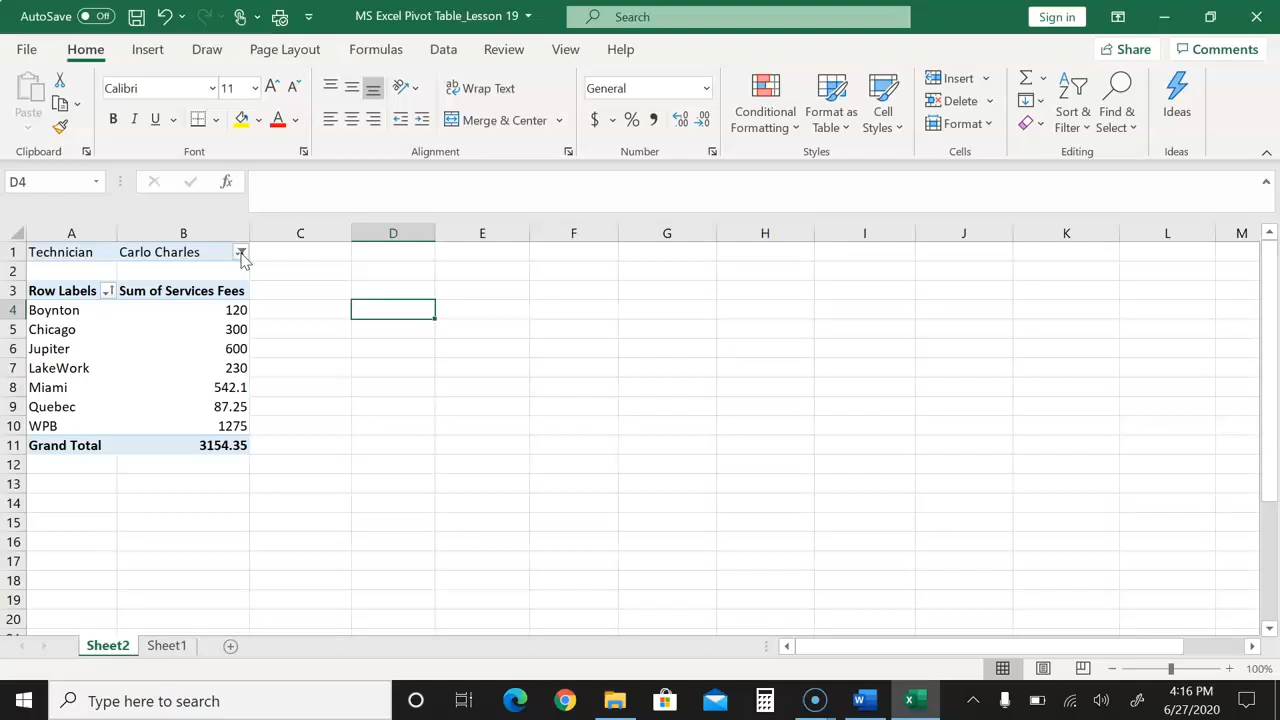 AutoSave Off MS Excel Pivot Table_Lesson 19 Search Sign in
File Home Insert Draw Page Layout Formulas Data Review View Help Share Comments
Paste
Clipboard
Calibri 11
B I U A
Font
Wrap Text
Merge & Center
Alignment
General
$ % 9
Number
Conditional Formatting
Format as Table
Cell Styles
Styles
Insert
Delete
Format
Cells
Sort & Filter
Find & Select
Editing
Ideas
Ideas
D4 fx
A B C D E F G H I J K L M
1 Technician Carlo Charles
2
3 Row Labels Sum of Services Fees
4 Boynton 120
5 Chicago 300
6 Jupiter 600
7 LakeWork 230
8 Miami 542.1
9 Quebec 87.25
10 WPB 1275
11 Grand Total 3154.35
12
13
14
15
16
17
18
19
20
Sheet2 Sheet1
100%
Type here to search
4:16 PM
6/27/2020